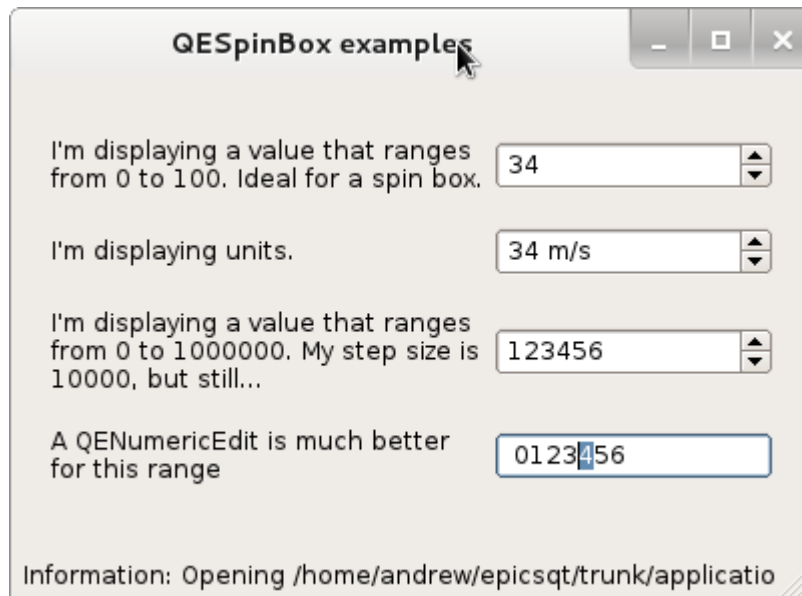 QESpinBox examples
I'm displaying a value that ranges
from 0 to 100. Ideal for a spin box.
34
I'm displaying units.
34 m/s
I'm displaying a value that ranges
from 0 to 1000000. My step size is
10000, but still...
123456
A QENumericEdit is much better
for this range
0123456
Information: Opening /home/andrew/epicsqt/trunk/applicatio